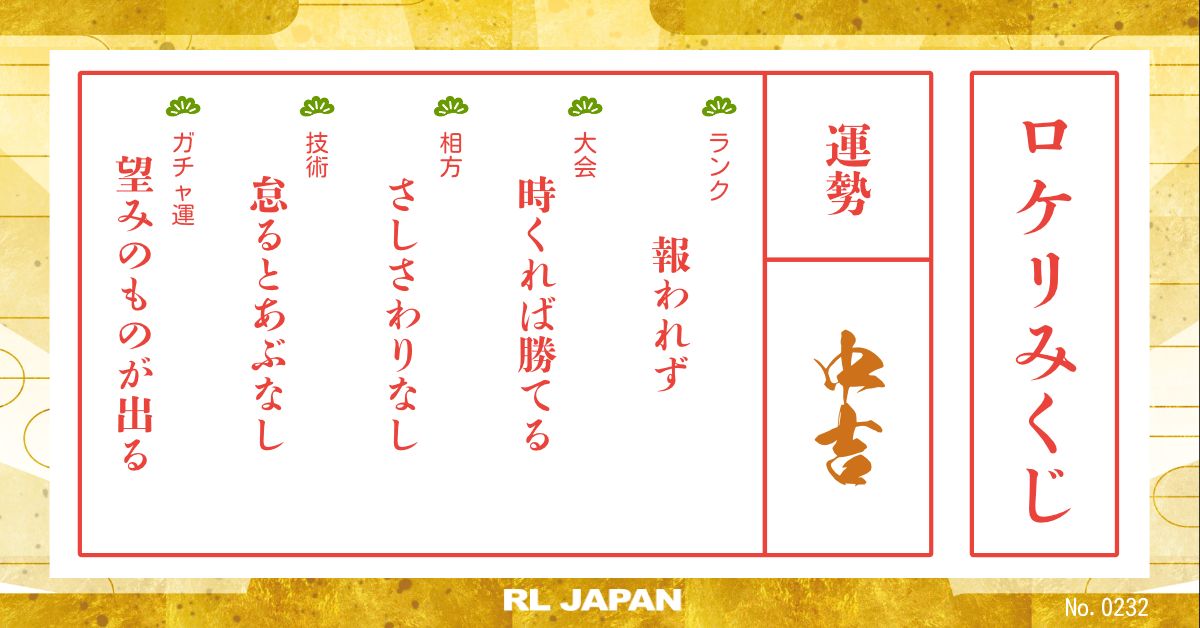 ロケリみくじ
運勢
中吉
ランク
報われず
大会
時くれば勝てる
相方
さしさわりなし
技術
怠るとあぶなし
ガチャ運
望みのものが出る
RL JAPAN
No. 0232